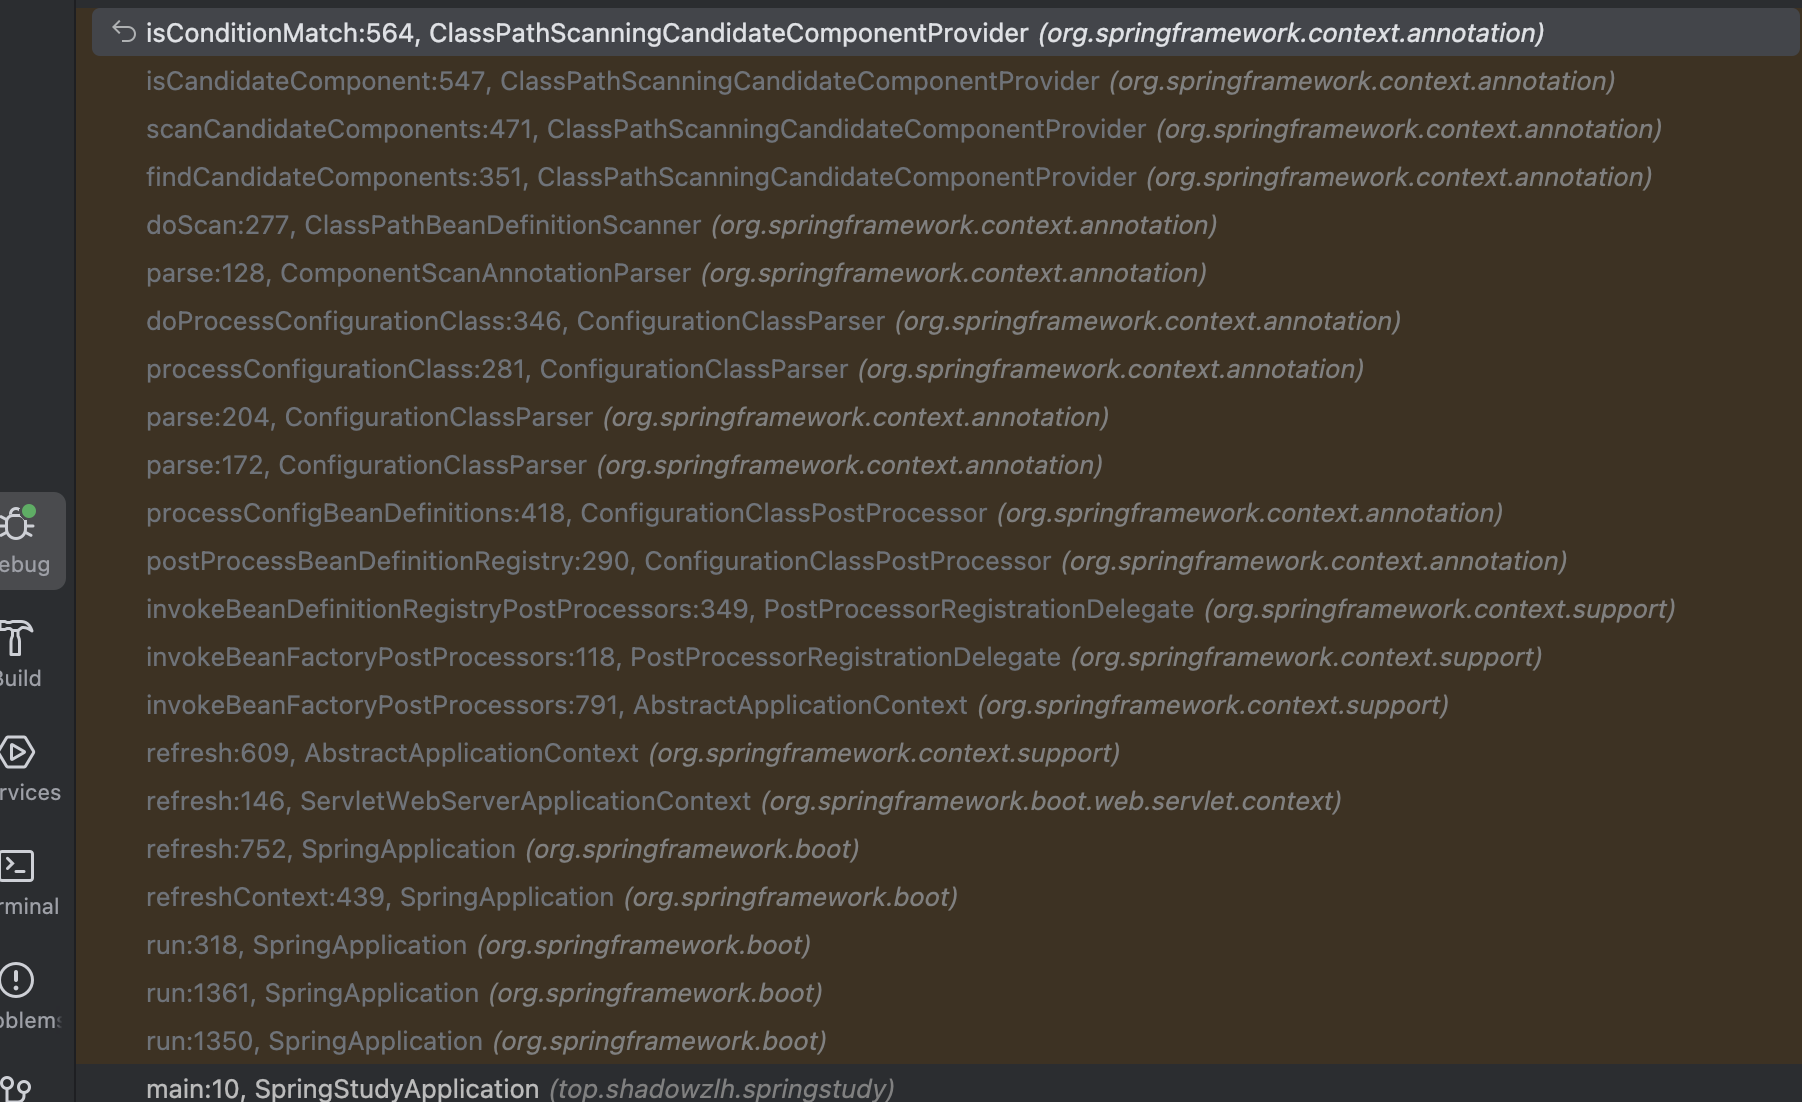 isConditionMatch:564, ClassPathScanningCandidateComponentProvider (org.springframework.context.annotation)
isCandidateComponent:547, ClassPathScanningCandidateComponentProvider (org.springframework.context.annotation)
scanCandidateComponents:471, ClassPathScanningCandidateComponentProvider (org.springframework.context.annotation)
findCandidateComponents:351, ClassPathScanningCandidateComponentProvider (org.springframework.context.annotation)
doScan:277, ClassPathBeanDefinitionScanner (org.springframework.context.annotation)
parse:128, ComponentScanAnnotationParser (org.springframework.context.annotation)
doProcessConfigurationClass:346, ConfigurationClassParser (org.springframework.context.annotation)
processConfigurationClass:281, ConfigurationClassParser (org.springframework.context.annotation)
parse:204, ConfigurationClassParser (org.springframework.context.annotation)
parse:172, ConfigurationClassParser (org.springframework.context.annotation)
processConfigBeanDefinitions:418, ConfigurationClassPostProcessor (org.springframework.context.annotation)
postProcessBeanDefinitionRegistry:290, ConfigurationClassPostProcessor (org.springframework.context.annotation)
invokeBeanDefinitionRegistryPostProcessors:349, PostProcessorRegistrationDelegate (org.springframework.context.support)
invokeBeanFactoryPostProcessors:118, PostProcessorRegistrationDelegate (org.springframework.context.support)
invokeBeanFactoryPostProcessors:791, AbstractApplicationContext (org.springframework.context.support)
refresh:609, AbstractApplicationContext (org.springframework.context.support)
refresh:146, ServletWebServerApplicationContext (org.springframework.boot.web.servlet.context)
refresh:752, SpringApplication (org.springframework.boot)
refreshContext:439, SpringApplication (org.springframework.boot)
run:318, SpringApplication (org.springframework.boot)
run:1361, SpringApplication (org.springframework.boot)
run:1350, SpringApplication (org.springframework.boot)
main:10, SpringStudyApplication (top.shadowzlh.springstudy)
ebug
Build
rvices
rminal
oblems